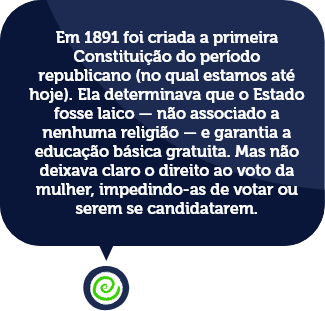 Em 1891 foi criada a primeira
Constituição do período
republicano (no qual estamos até
hoje). Ela determinava que o Estado
fosse laico — não associado a
nenhuma religião — e garantia a
educação básica gratuita. Mas não
deixava claro o direito ao voto da
mulher, impedindo-as de votar ou
serem se candidatarem.